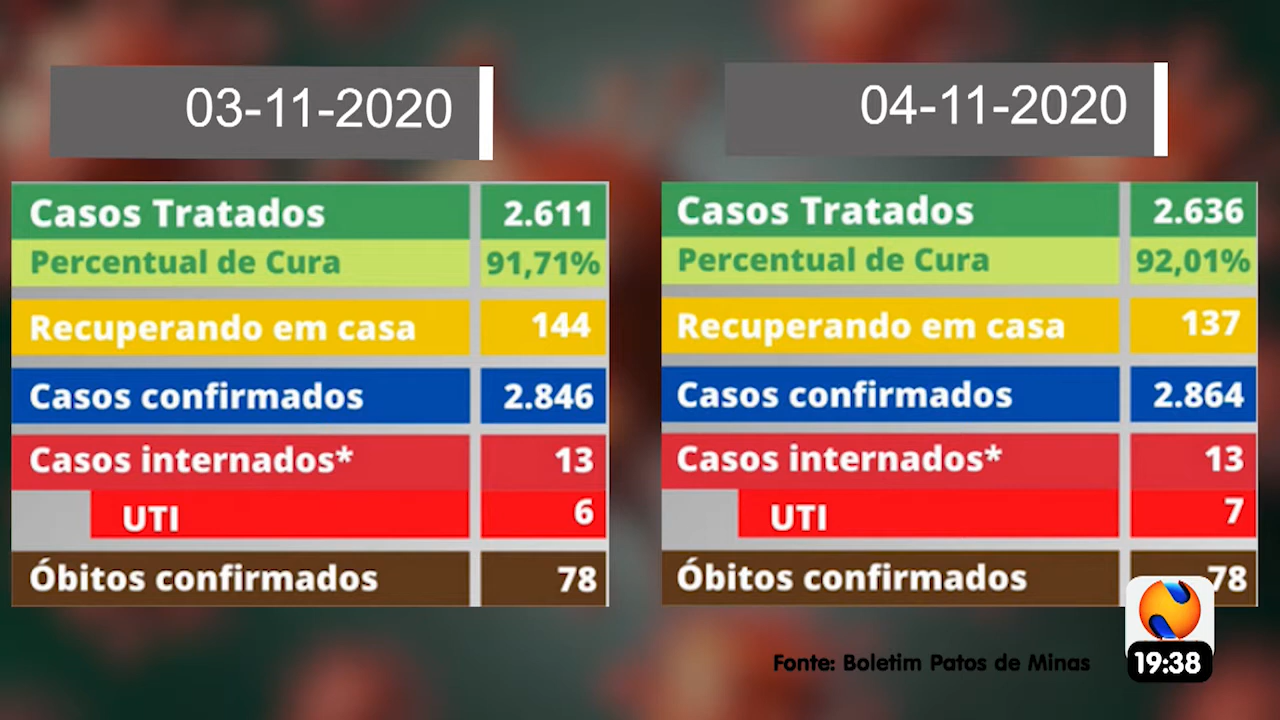 03-11-2020
Casos Tratados 2.611
Percentual de Cura 91,71%
Recuperando em casa 144
Casos confirmados 2.846
Casos internados* 13
UTI 6
Óbitos confirmados 78
04-11-2020
Casos Tratados 2.636
Percentual de Cura 92,01%
Recuperando em casa 137
Casos confirmados 2.864
Casos internados* 13
UTI 7
Óbitos confirmados 78
Fonte: Boletim Patos de Minas
19:38